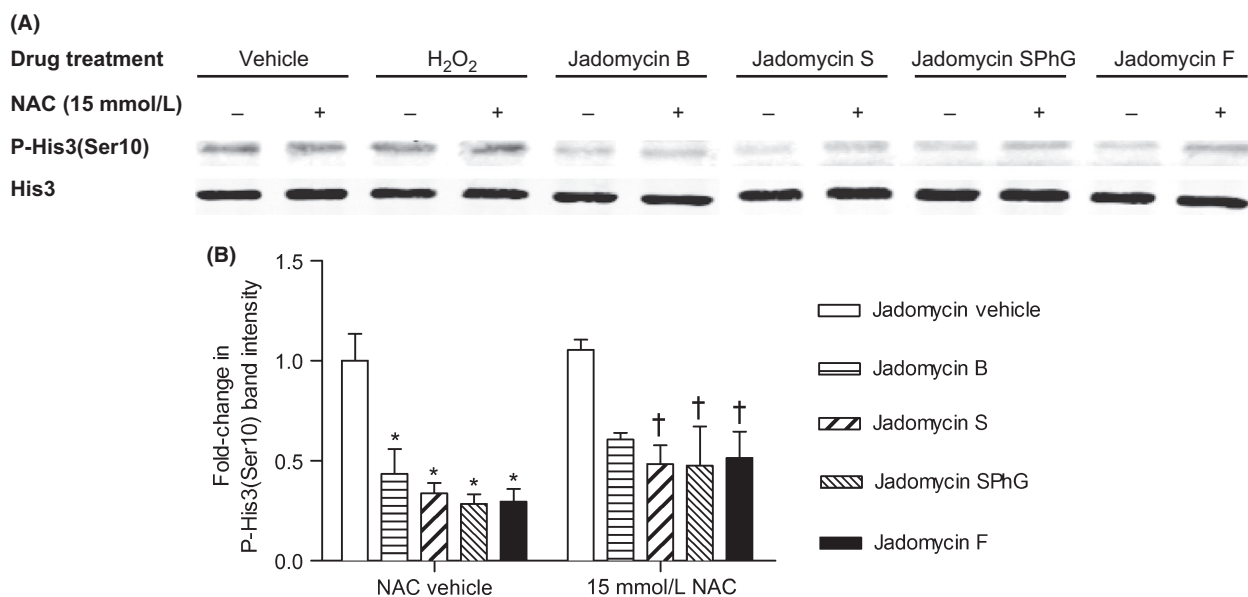 (A)
Drug treatment Vehicle H₂O₂ Jadomycin B Jadomycin S Jadomycin SPhG Jadomycin F
NAC (15 mmol/L) – + – + – + – + – + – +
P-His3(Ser10)
His3
(B)
Fold-change in
P-His3(Ser10) band intensity
1.5
1.0
0.5
0.0
* * * *
† † †
NAC vehicle 15 mmol/L NAC
Jadomycin vehicle
Jadomycin B
Jadomycin S
Jadomycin SPhG
Jadomycin F